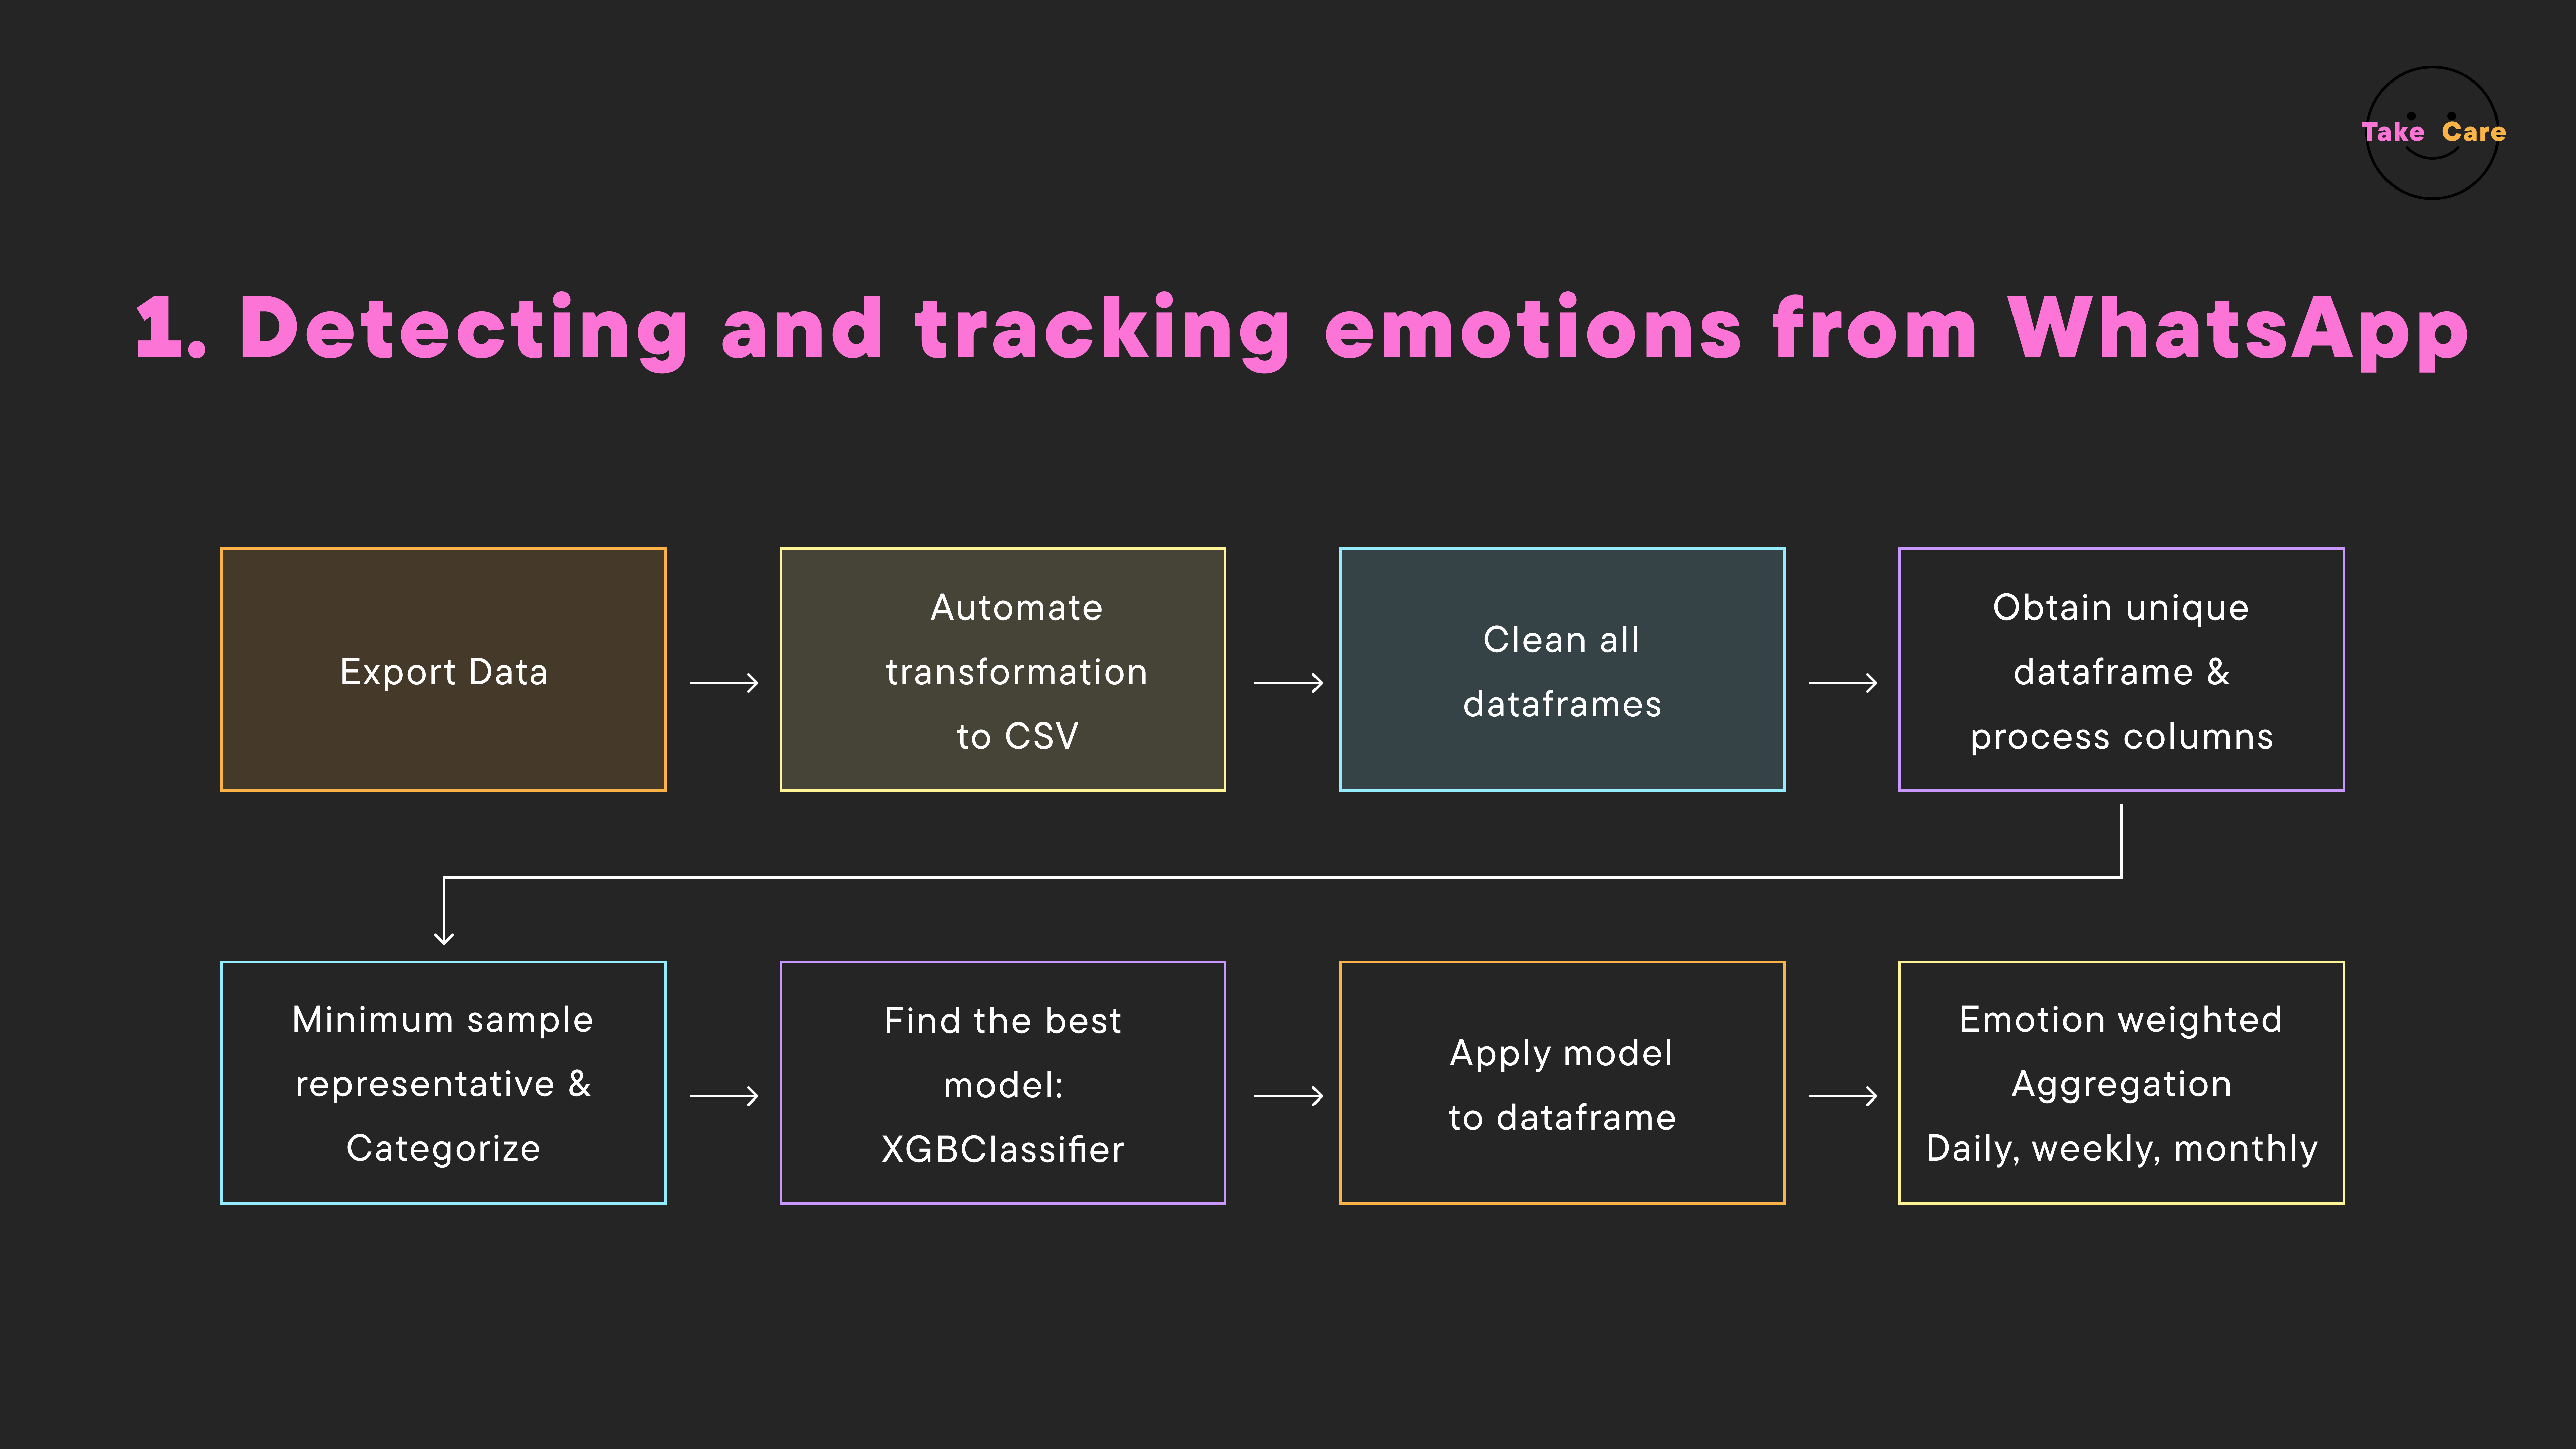 Take Care
1. Detecting and tracking emotions from WhatsApp
Export Data
Automate
transformation
to CSV
Clean all
dataframes
Obtain unique
dataframe &
process columns
Minimum sample
representative &
Categorize
Find the best
model:
XGBClassifier
Apply model
to dataframe
Emotion weighted
Aggregation
Daily, weekly, monthly